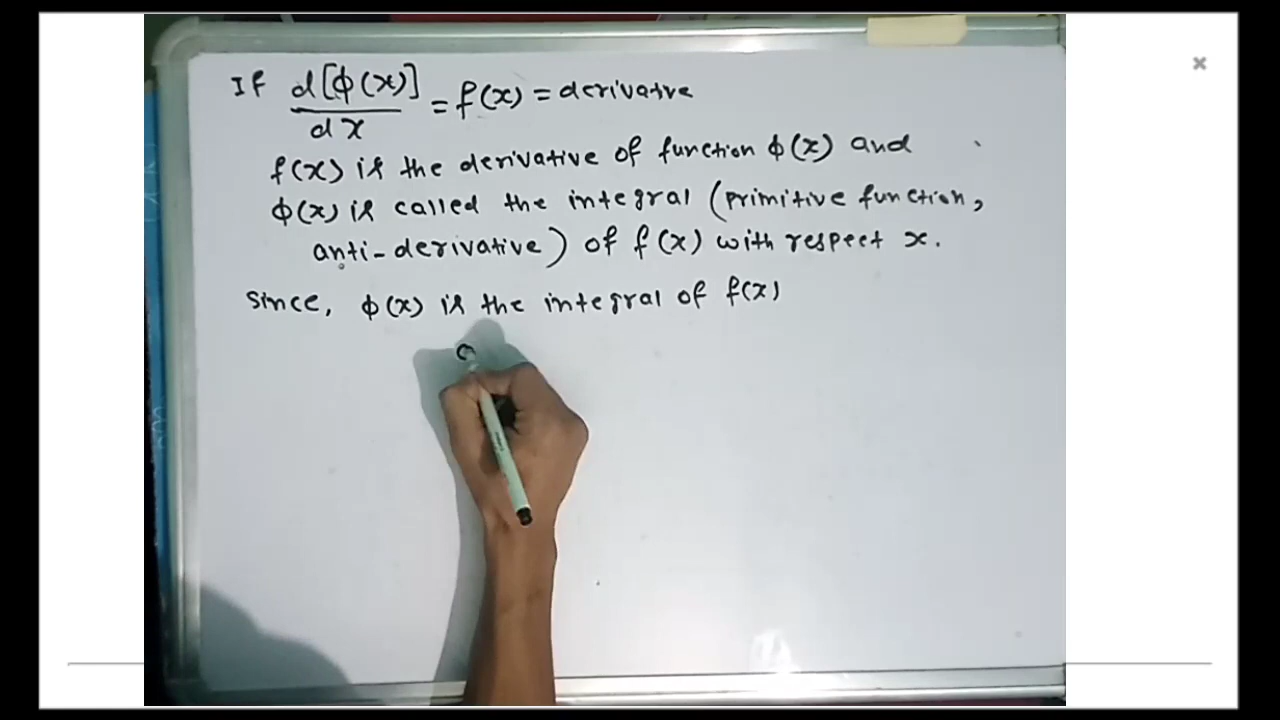 If d[ϕ(x)]/dx = f(x) = derivative
f(x) is the derivative of function ϕ(x) and
ϕ(x) is called the integral (primitive function,
anti-derivative) of f(x) with respect x.
Since, ϕ(x) is the integral of f(x)